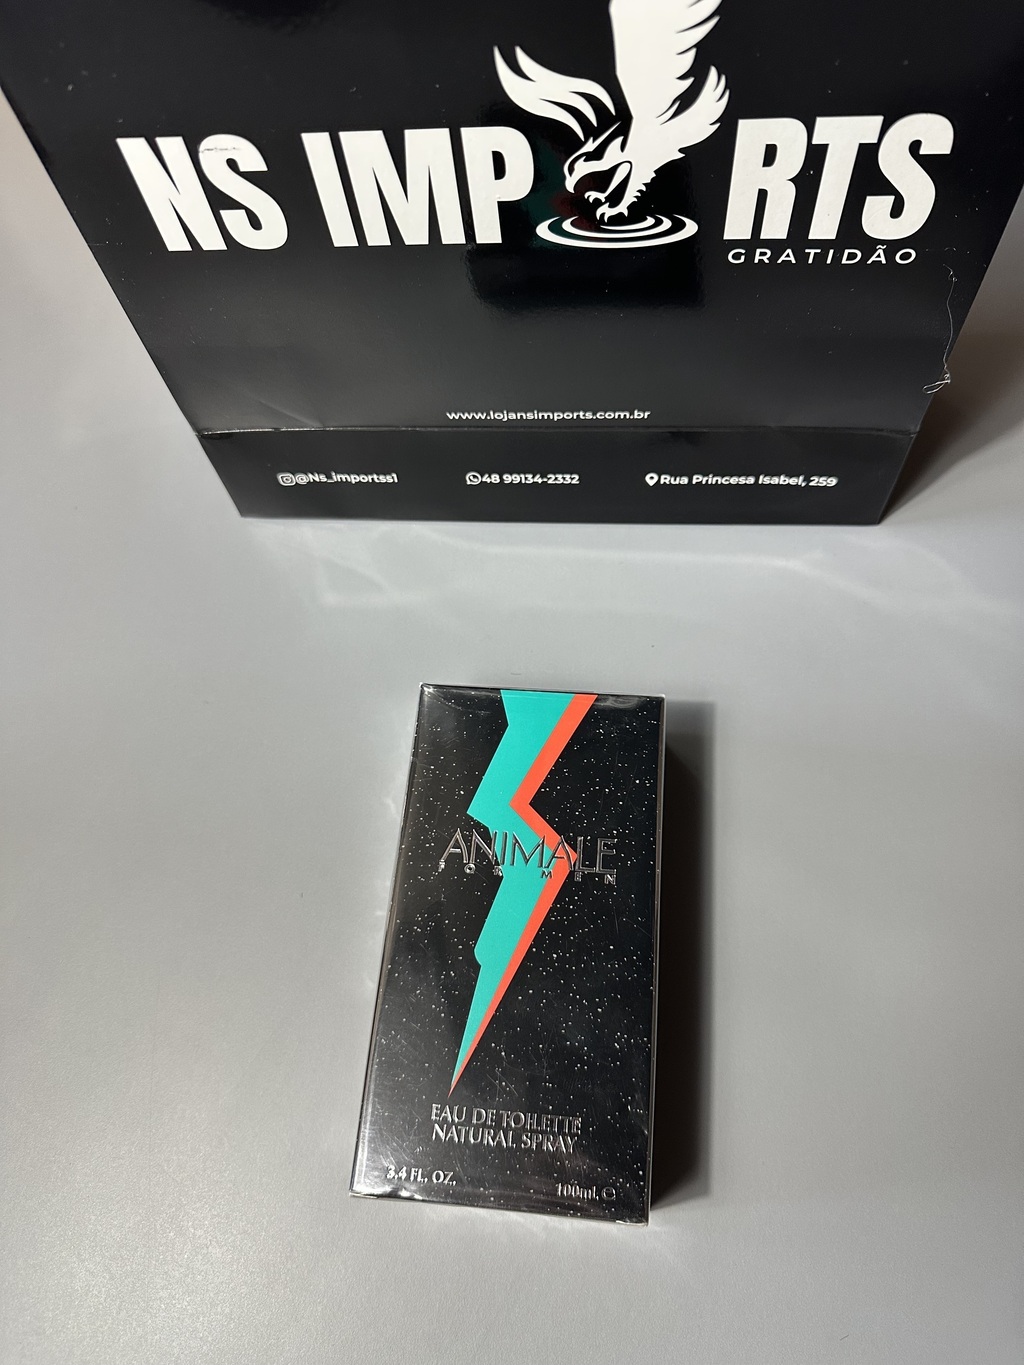 NS IMP RTS
GRATIDÃO
www.lojansimports.com.br
@Ns_importss1
48 99134-2332
Rua Princesa Isabel, 259
ANIMALE
FOR MEN
EAU DE TOILETTE
NATURAL SPRAY
3.4 FL. OZ.
100ml. ℮